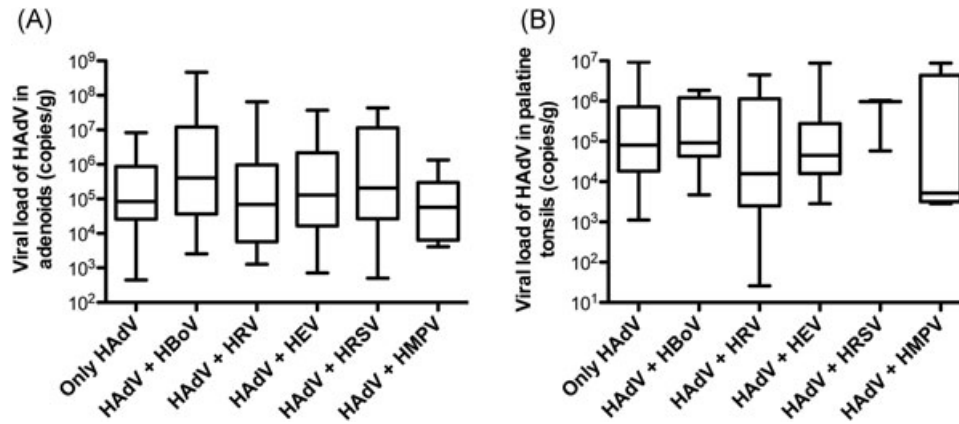 (A)
Viral load of HAdV in
adenoids (copies/g)
10⁹
10⁸
10⁷
10⁶
10⁵
10⁴
10³
10²
Only HAdV
HAdV + HBoV
HAdV + HRV
HAdV + HEV
HAdV + HRSV
HAdV + HMPV
(B)
Viral load of HAdV in palatine
tonsils (copies/g)
10⁷
10⁶
10⁵
10⁴
10³
10²
10¹
Only HAdV
HAdV + HBoV
HAdV + HRV
HAdV + HEV
HAdV + HRSV
HAdV + HMPV